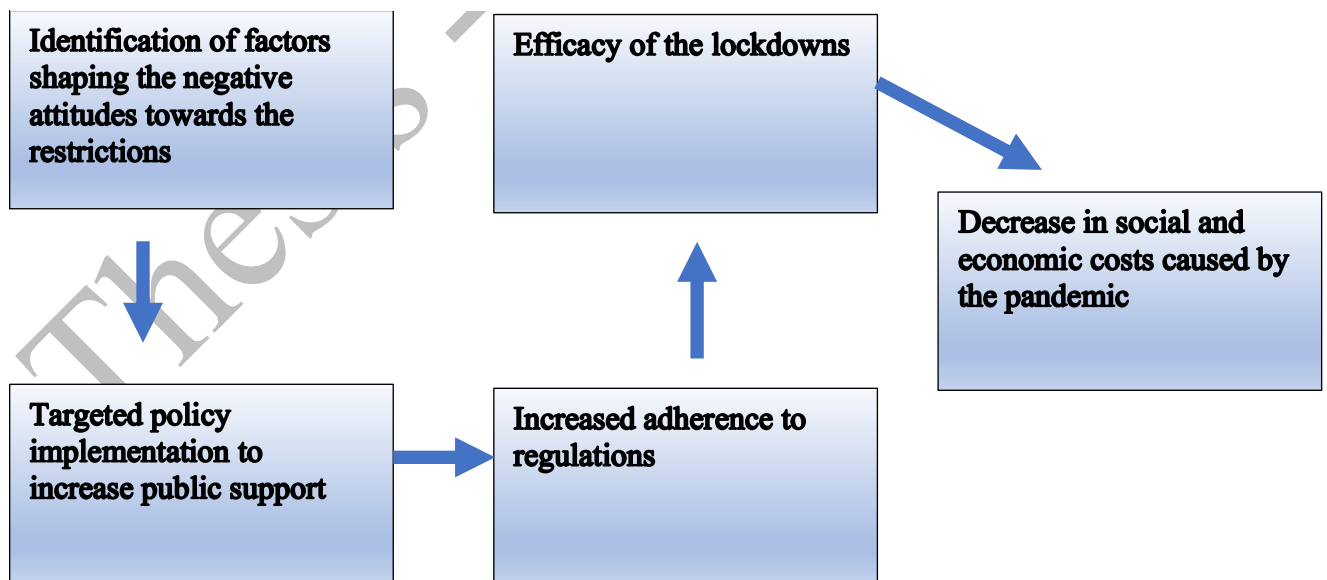 Identification of factors
shaping the negative
attitudes towards the
restrictions
Targeted policy
implementation to
increase public support
Increased adherence to
regulations
Efficacy of the lockdowns
Decrease in social and
economic costs caused by
the pandemic